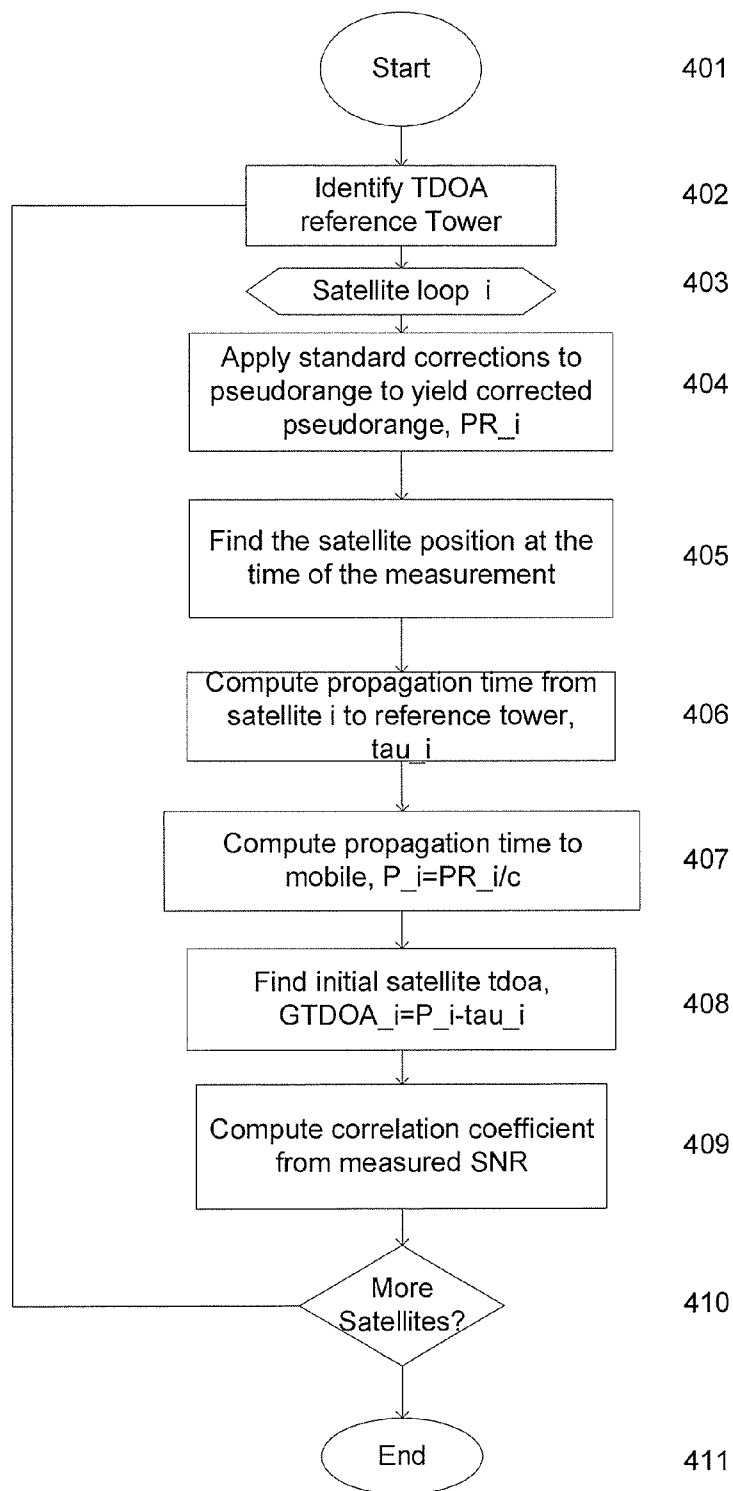 Start
401
Identify TDOA
reference Tower
402
Satellite loop i
403
Apply standard corrections to
pseudorange to yield corrected
pseudorange, PR_i
404
Find the satellite position at the
time of the measurement
405
Compute propagation time from
satellite i to reference tower,
tau_i
406
Compute propagation time to
mobile, P_i=PR_i/c
407
Find initial satellite tdoa,
GTDOA_i=P_i-tau_i
408
Compute correlation coefficient
from measured SNR
409
More
Satellites?
410
End
411